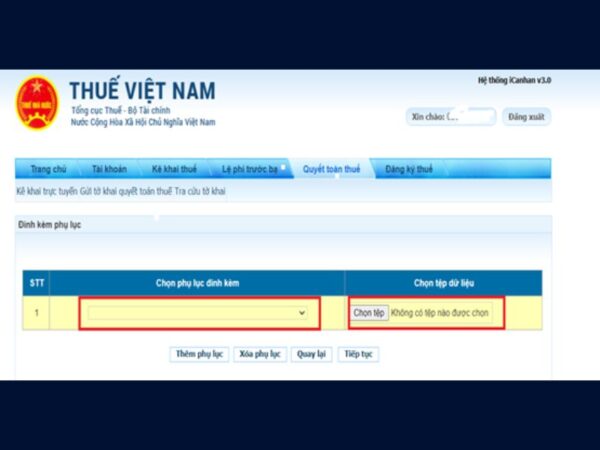 Hệ thống iCanhan v3.0
THUẾ NHÀ NƯỚC
THUẾ VIỆT NAM
Tổng cục Thuế - Bộ Tài chính
Nước Cộng Hòa Xã Hội Chủ Nghĩa Việt Nam
Xin chào: Đăng xuất
Trang chủ Tài khoản Kê khai thuế Lệ phí trước bạ Quyết toán thuế Đăng ký thuế
Kê khai trực tuyến Gửi tờ khai quyết toán thuế Tra cứu tờ khai
Đính kèm phụ lục
STT Chọn phụ lục đính kèm Chọn tệp dữ liệu
1 Chọn tệp Không có tệp nào được chọn
Thêm phụ lục Xóa phụ lục Quay lại Tiếp tục